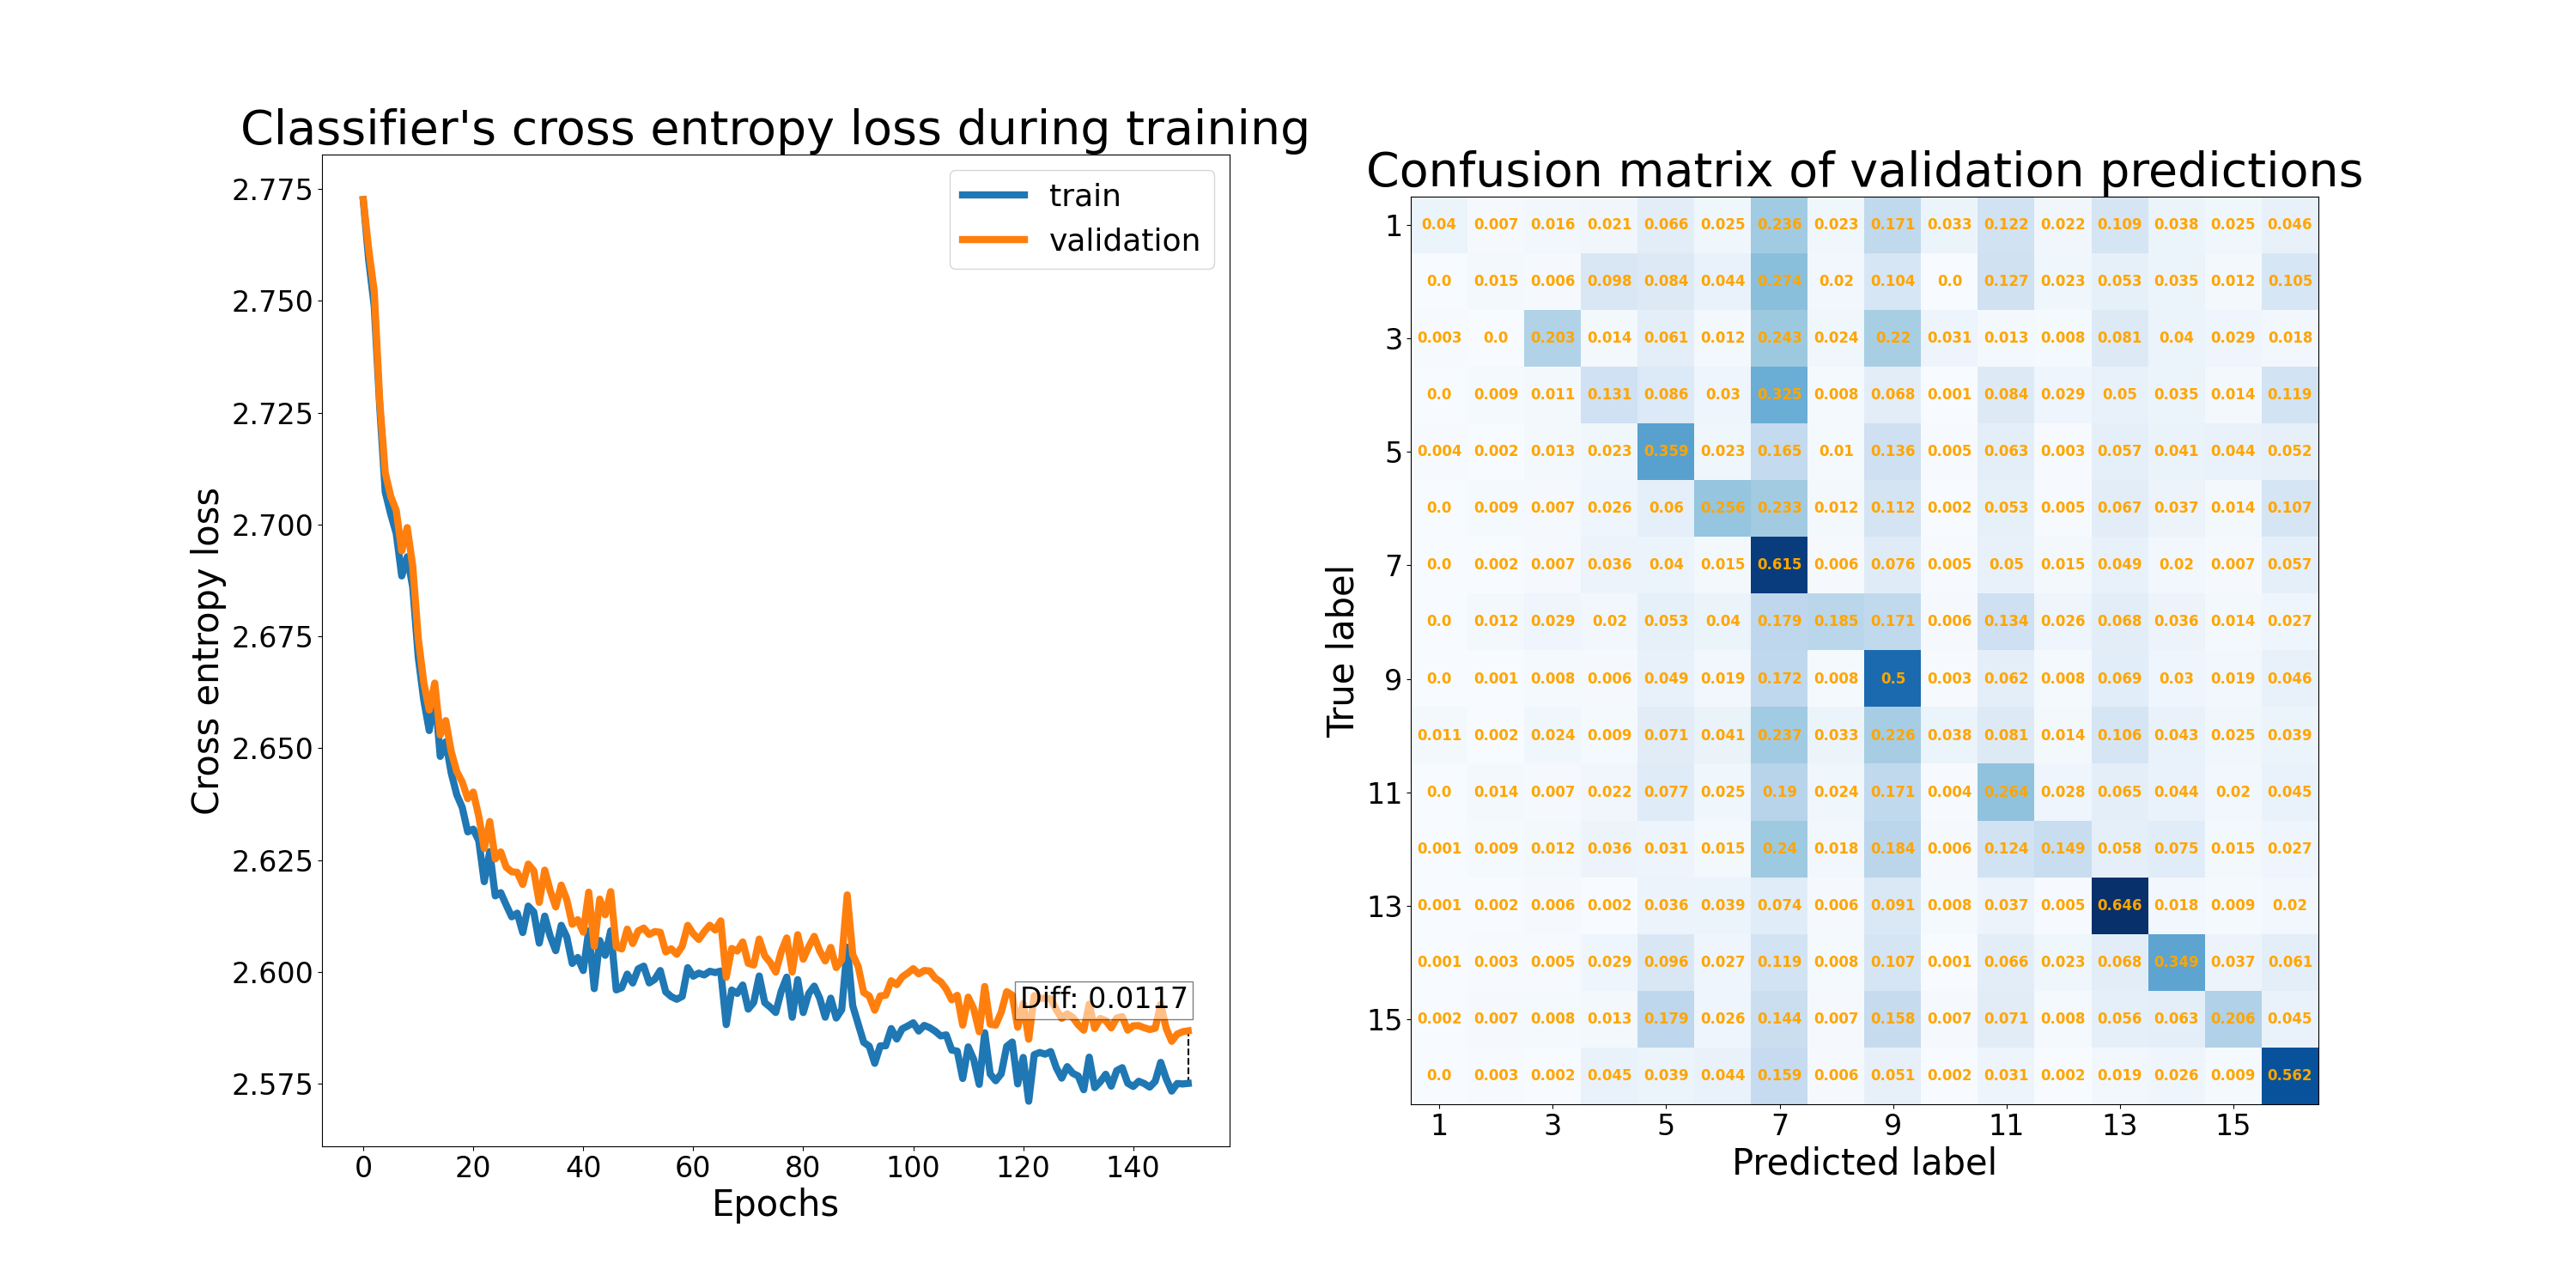 Classifier's cross entropy loss during training
2.775
2.750
2.725
2.700
2.675
2.650
2.625
2.600
2.575
Cross entropy loss
train
validation
Diff: 0.0117
0 20 40 60 80 100 120 140
Epochs
Confusion matrix of validation predictions
True label
1 0.04 0.007 0.016 0.021 0.066 0.025 0.236 0.023 0.171 0.033 0.122 0.022 0.109 0.038 0.025 0.046
0.0 0.015 0.006 0.098 0.084 0.044 0.274 0.02 0.104 0.0 0.127 0.023 0.053 0.035 0.012 0.105
3 0.003 0.0 0.203 0.014 0.061 0.012 0.243 0.024 0.22 0.031 0.013 0.008 0.081 0.04 0.029 0.018
0.0 0.009 0.011 0.131 0.086 0.03 0.325 0.008 0.068 0.001 0.084 0.029 0.05 0.035 0.014 0.119
5 0.004 0.002 0.013 0.023 0.359 0.023 0.165 0.01 0.136 0.005 0.063 0.003 0.057 0.041 0.044 0.052
0.0 0.009 0.007 0.026 0.06 0.256 0.233 0.012 0.112 0.002 0.053 0.005 0.067 0.037 0.014 0.107
7 0.0 0.002 0.007 0.036 0.04 0.015 0.615 0.006 0.076 0.005 0.05 0.015 0.049 0.02 0.007 0.057
0.0 0.012 0.029 0.02 0.053 0.04 0.179 0.185 0.171 0.006 0.134 0.026 0.068 0.036 0.014 0.027
9 0.0 0.001 0.008 0.006 0.049 0.019 0.172 0.008 0.5 0.003 0.062 0.008 0.069 0.03 0.019 0.046
0.011 0.002 0.024 0.009 0.071 0.041 0.237 0.033 0.226 0.038 0.081 0.014 0.106 0.043 0.025 0.039
11 0.0 0.014 0.007 0.022 0.077 0.025 0.19 0.024 0.171 0.004 0.264 0.028 0.065 0.044 0.02 0.045
0.001 0.009 0.012 0.036 0.031 0.015 0.24 0.018 0.184 0.006 0.124 0.149 0.058 0.075 0.015 0.027
13 0.001 0.002 0.006 0.002 0.036 0.039 0.074 0.006 0.091 0.008 0.037 0.005 0.646 0.018 0.009 0.02
0.001 0.003 0.005 0.029 0.096 0.027 0.119 0.008 0.107 0.001 0.066 0.023 0.068 0.349 0.037 0.061
15 0.002 0.007 0.008 0.013 0.179 0.026 0.144 0.007 0.158 0.007 0.071 0.008 0.056 0.063 0.206 0.045
0.0 0.003 0.002 0.045 0.039 0.044 0.159 0.006 0.051 0.002 0.031 0.002 0.019 0.026 0.009 0.562
1 3 5 7 9 11 13 15
Predicted label